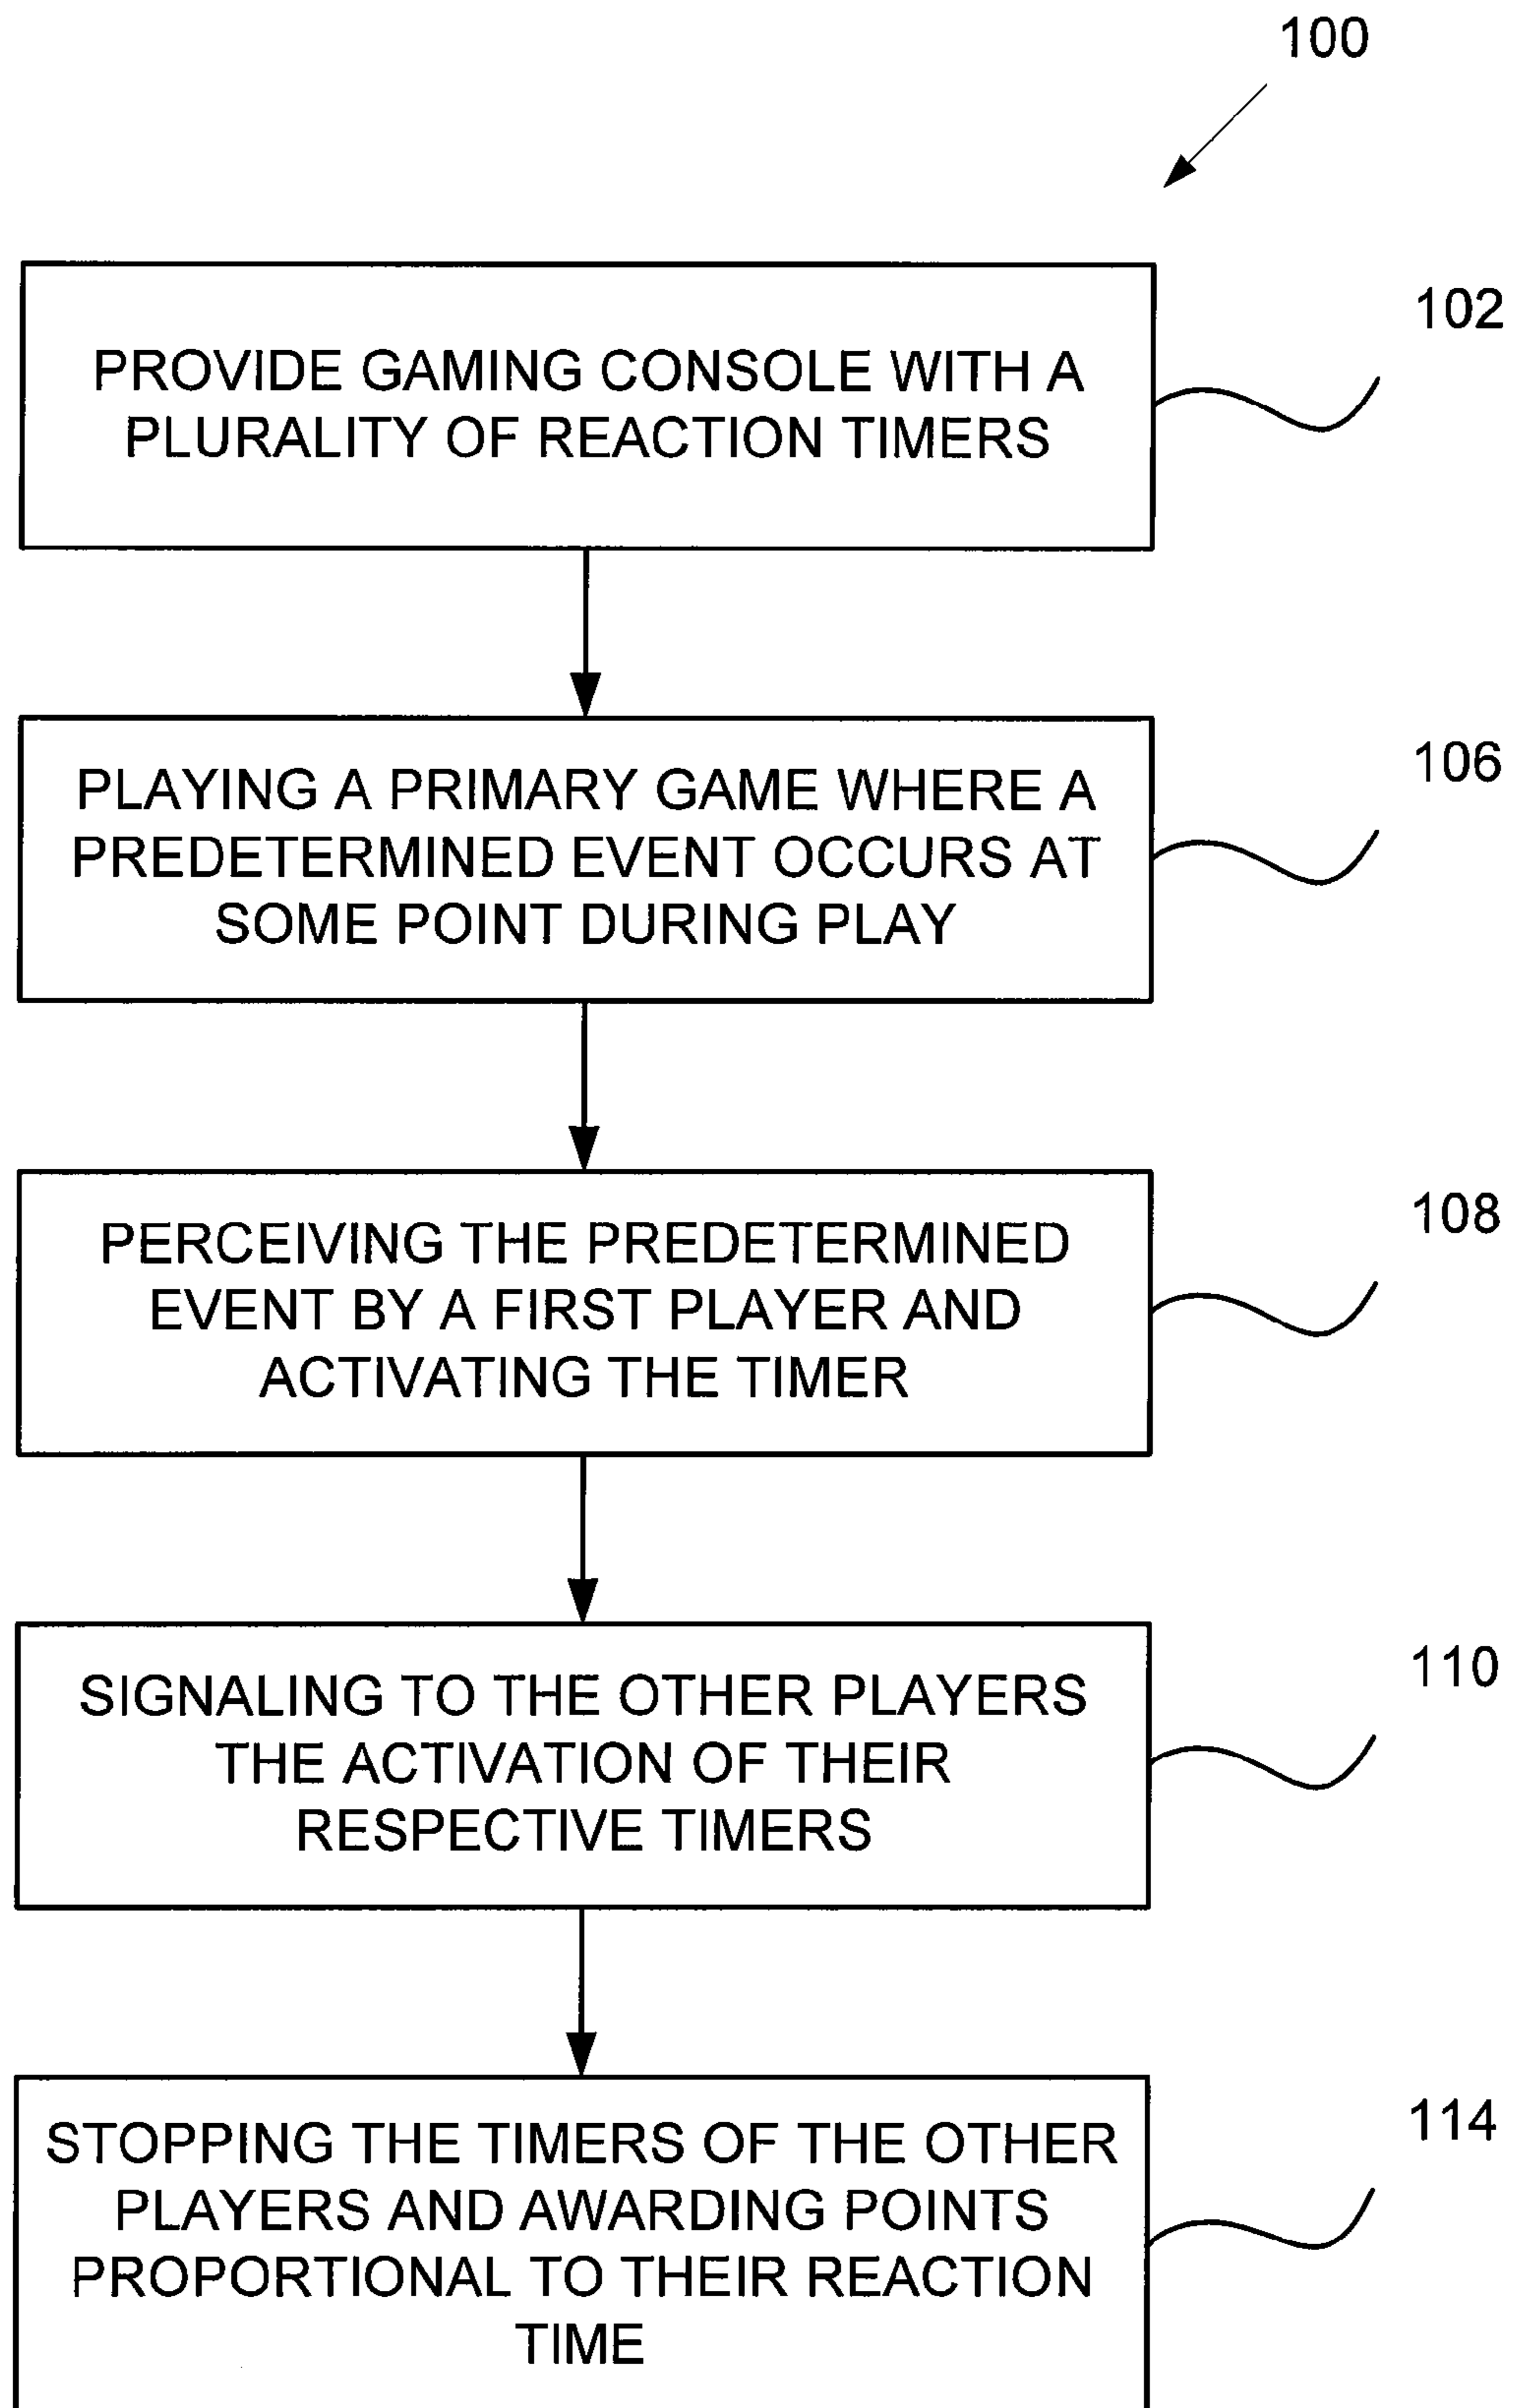 100
102
PROVIDE GAMING CONSOLE WITH A
PLURALITY OF REACTION TIMERS
106
PLAYING A PRIMARY GAME WHERE A
PREDETERMINED EVENT OCCURS AT
SOME POINT DURING PLAY
108
PERCEIVING THE PREDETERMINED
EVENT BY A FIRST PLAYER AND
ACTIVATING THE TIMER
110
SIGNALING TO THE OTHER PLAYERS
THE ACTIVATION OF THEIR
RESPECTIVE TIMERS
114
STOPPING THE TIMERS OF THE OTHER
PLAYERS AND AWARDING POINTS
PROPORTIONAL TO THEIR REACTION
TIME